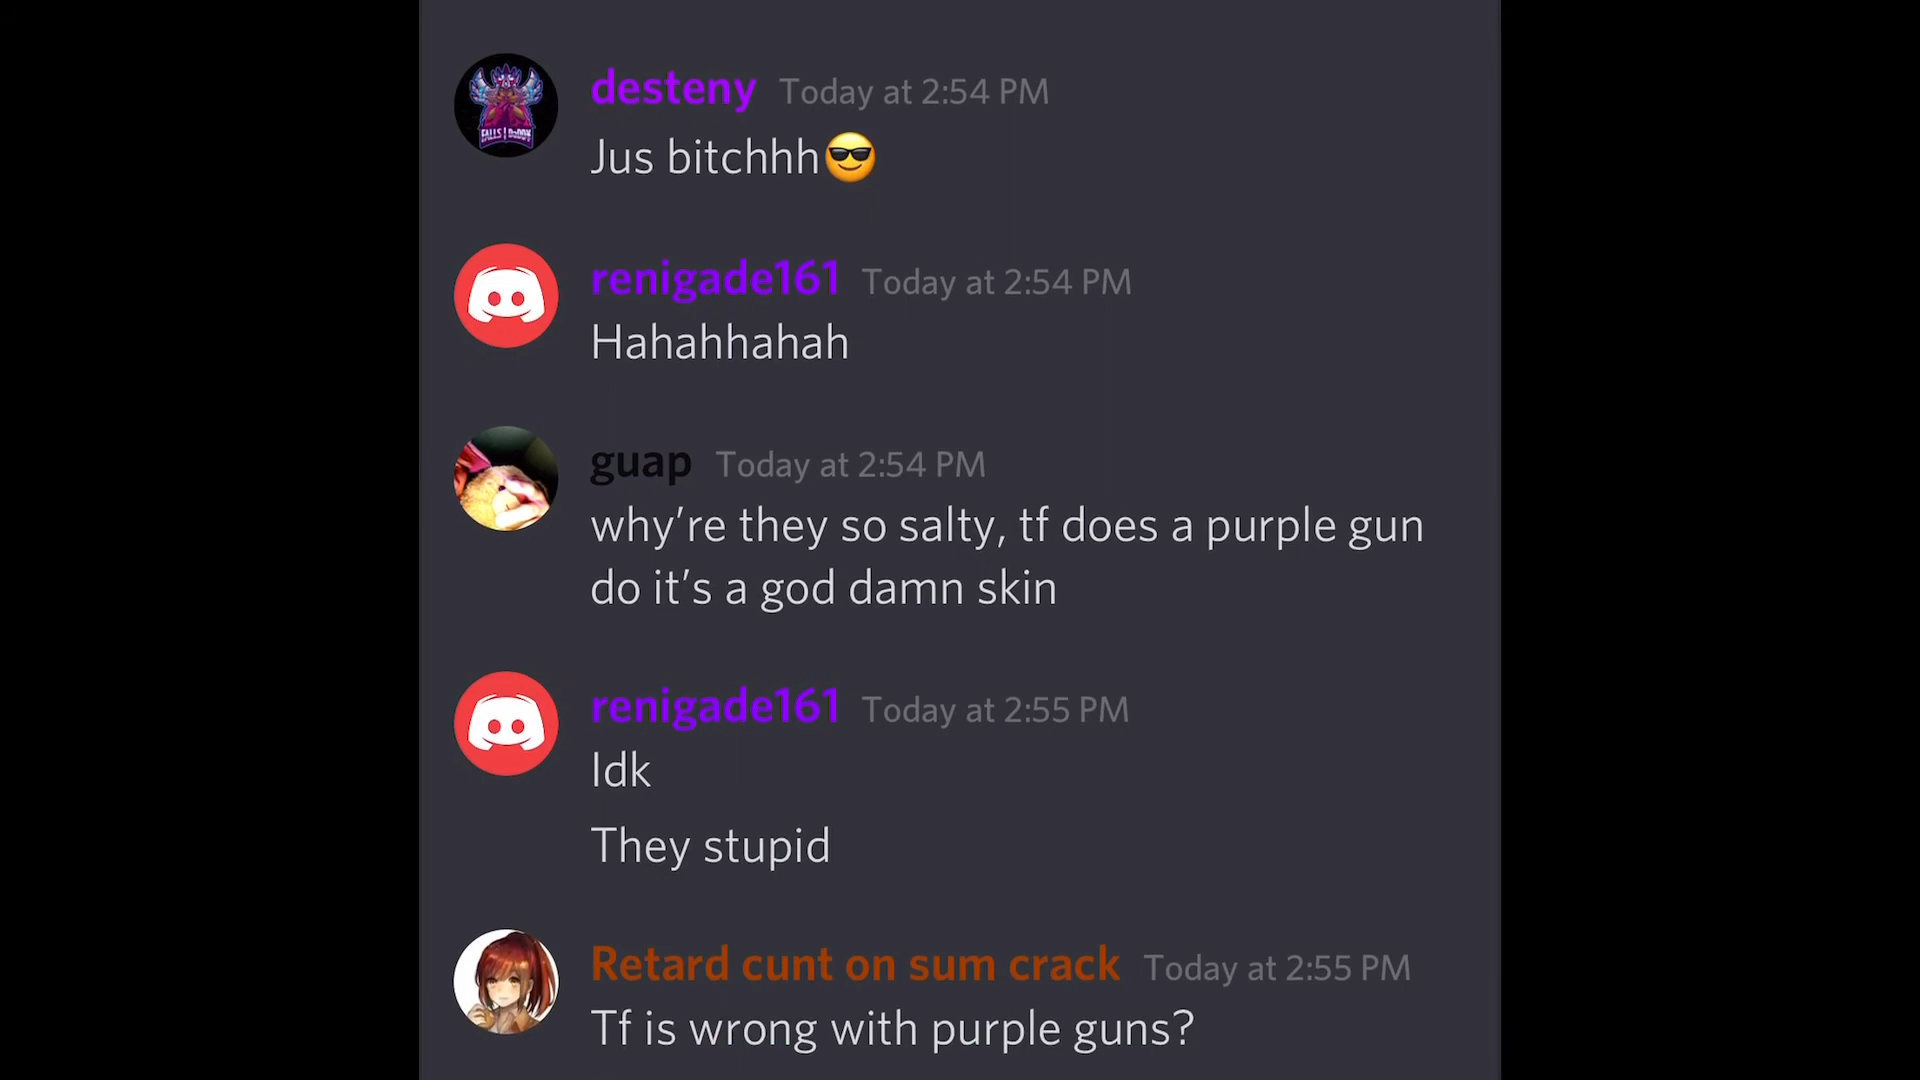 desteny Today at 2:54 PM
Jus bitchhh😎
FALLS | DaDDY
renigade161 Today at 2:54 PM
Hahahhahah
guap Today at 2:54 PM
why’re they so salty, tf does a purple gun
do it’s a god damn skin
renigade161 Today at 2:55 PM
Idk
They stupid
Retard cunt on sum crack Today at 2:55 PM
Tf is wrong with purple guns?